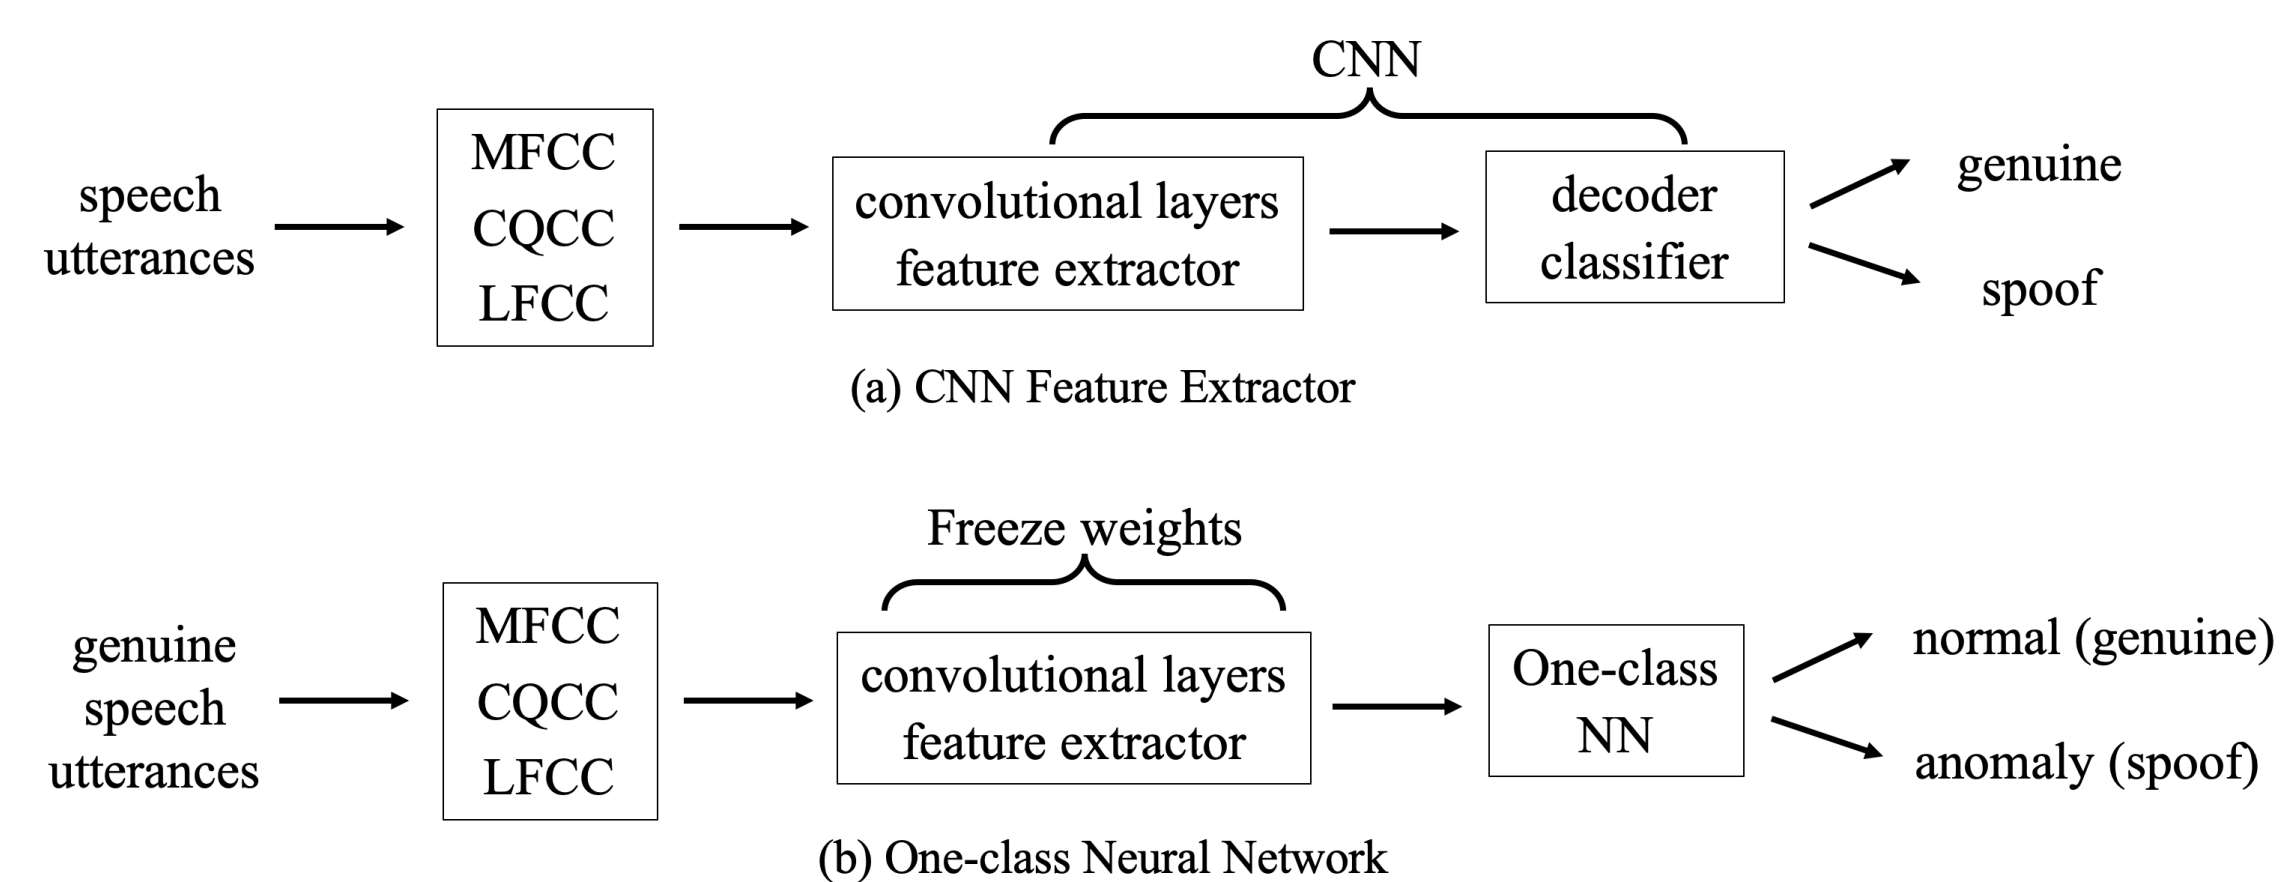 CNN
speech
utterances
MFCC
CQCC
LFCC
convolutional layers
feature extractor
decoder
classifier
genuine
spoof
(a) CNN Feature Extractor
Freeze weights
genuine
speech
utterances
MFCC
CQCC
LFCC
convolutional layers
feature extractor
One-class
NN
normal (genuine)
anomaly (spoof)
(b) One-class Neural Network